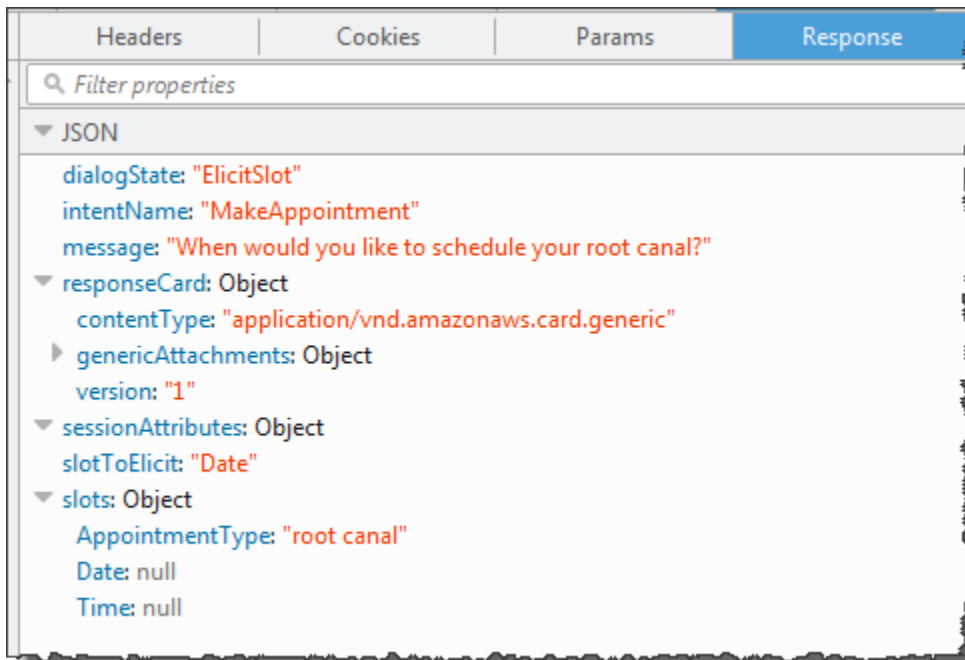 Headers Cookies Params Response
Filter properties
JSON
dialogState: "ElicitSlot"
intentName: "MakeAppointment"
message: "When would you like to schedule your root canal?"
responseCard: Object
contentType: "application/vnd.amazonaws.card.generic"
genericAttachments: Object
version: "1"
sessionAttributes: Object
slotToElicit: "Date"
slots: Object
AppointmentType: "root canal"
Date: null
Time: null